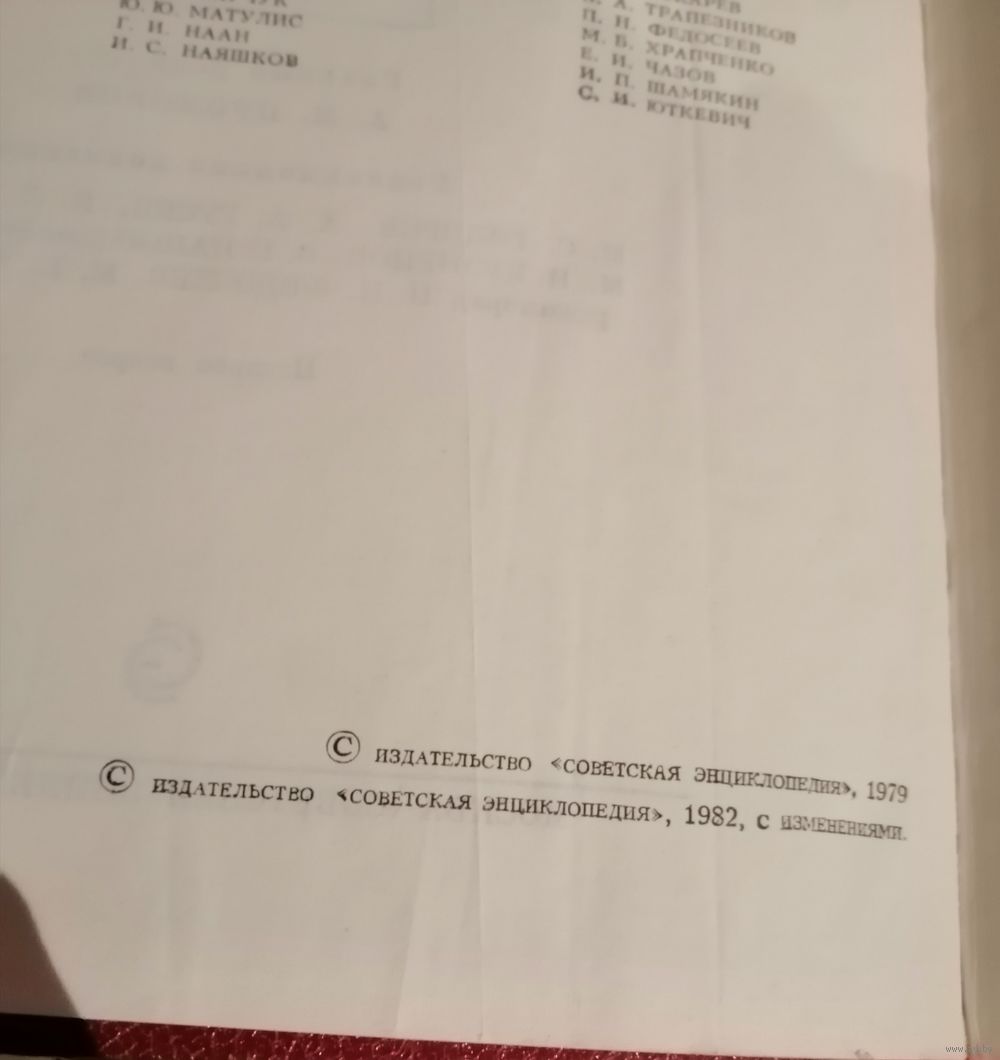 Ю. Ю. МАТУЛИС
Г. И. НААН
И. С. НАЯШКОВ
А. ТРАПЕЗНИКОВ
П. Н. ФЕДОСЕЕВ
М. Б. ХРАПЧЕНКО
Е. И. ЧАЗОВ
И. П. ШАМЯКИН
С. И. ЮТКЕВИЧ
© ИЗДАТЕЛЬСТВО «СОВЕТСКАЯ ЭНЦИКЛОПЕДИЯ», 1979
© ИЗДАТЕЛЬСТВО «СОВЕТСКАЯ ЭНЦИКЛОПЕДИЯ», 1982, С ИЗМЕНЕНИЯМИ.